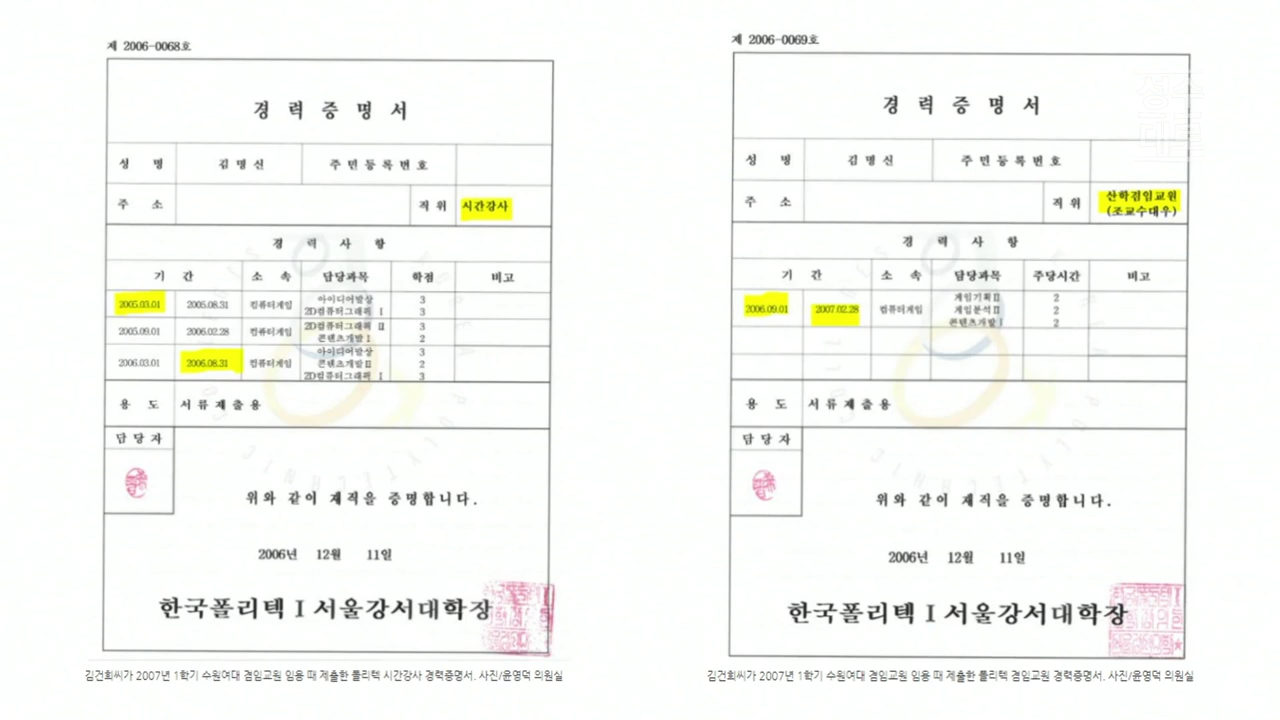 제 2006-0068호
경 력 증 명 서
성 명 김 명 신 주 민 등 록 번 호
주 소 직 위 시간강사
경 력 사 항
기 간 소 속 담당과목 학점 비고
2005.03.01 2005.08.31 컴퓨터게임 아이디어발상 3
2D컴퓨터그래픽 Ⅰ 3
2005.09.01 2006.02.28 컴퓨터게임 2D컴퓨터그래픽 Ⅱ 3
콘텐츠개발Ⅰ 2
2006.03.01 2006.08.31 컴퓨터게임 아이디어발상 3
콘텐츠개발Ⅱ 2
2D컴퓨터그래픽 Ⅰ 3
용 도 서 류 제 출 용
담 당 자
위와 같이 재직을 증명합니다.
2006년 12월 11일
한국폴리텍Ⅰ서울강서대학장
김건희씨가 2007년 1학기 수원여대 겸임교원 임용 때 제출한 폴리텍 시간강사 경력증명서. 사진/윤영덕 의원실
제 2006-0069호
경 력 증 명 서
성 명 김 명 신 주 민 등 록 번 호
주 소 직 위 산학겸임교원
(조교수대우)
경 력 사 항
기 간 소 속 담당과목 주당시간 비고
2006.09.01 2007.02.28 컴퓨터게임 게임기획Ⅱ 2
게임분석Ⅱ 2
콘텐츠개발Ⅰ 2
용 도 서 류 제 출 용
담 당 자
위와 같이 재직을 증명합니다.
2006년 12월 11일
한국폴리텍Ⅰ서울강서대학장
김건희씨가 2007년 1학기 수원여대 겸임교원 임용 때 제출한 폴리텍 겸임교원 경력증명서. 사진/윤영덕 의원실